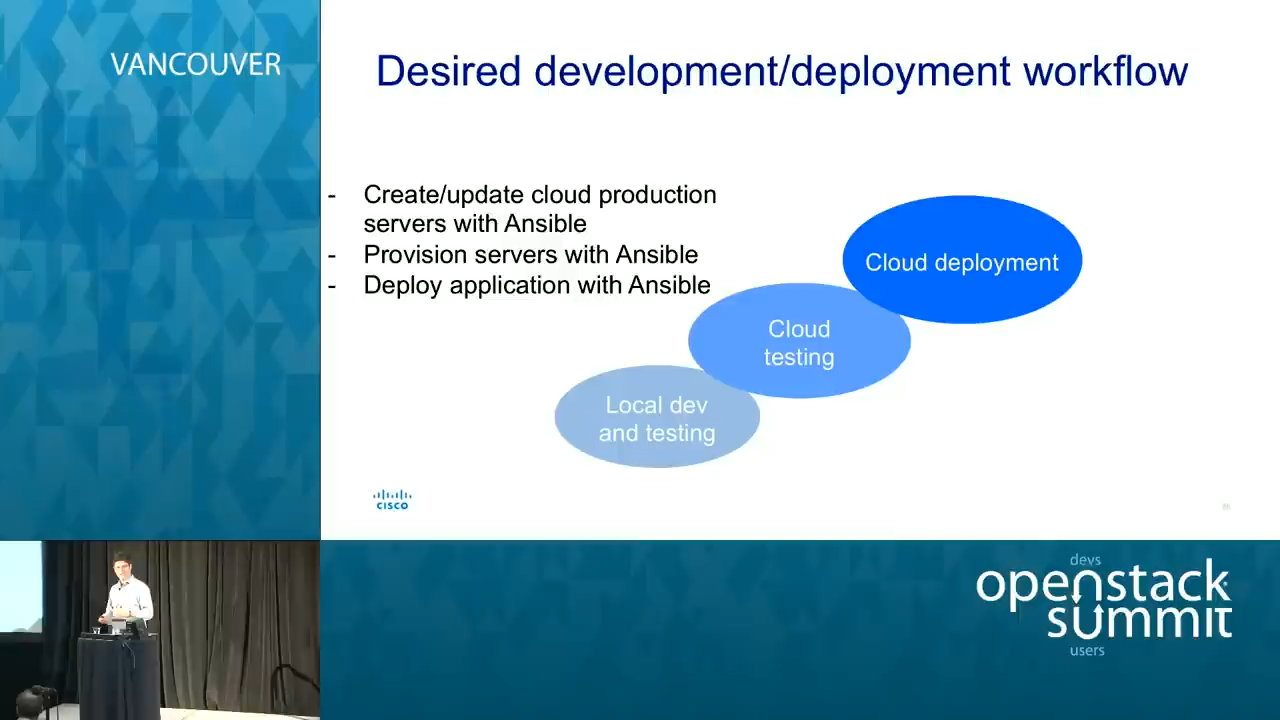 VANCOUVER
Desired development/deployment workflow
- Create/update cloud production
servers with Ansible
- Provision servers with Ansible
- Deploy application with Ansible
Cloud deployment
Cloud
testing
Local dev
and testing
CISCO
devs
openstack
summit
users